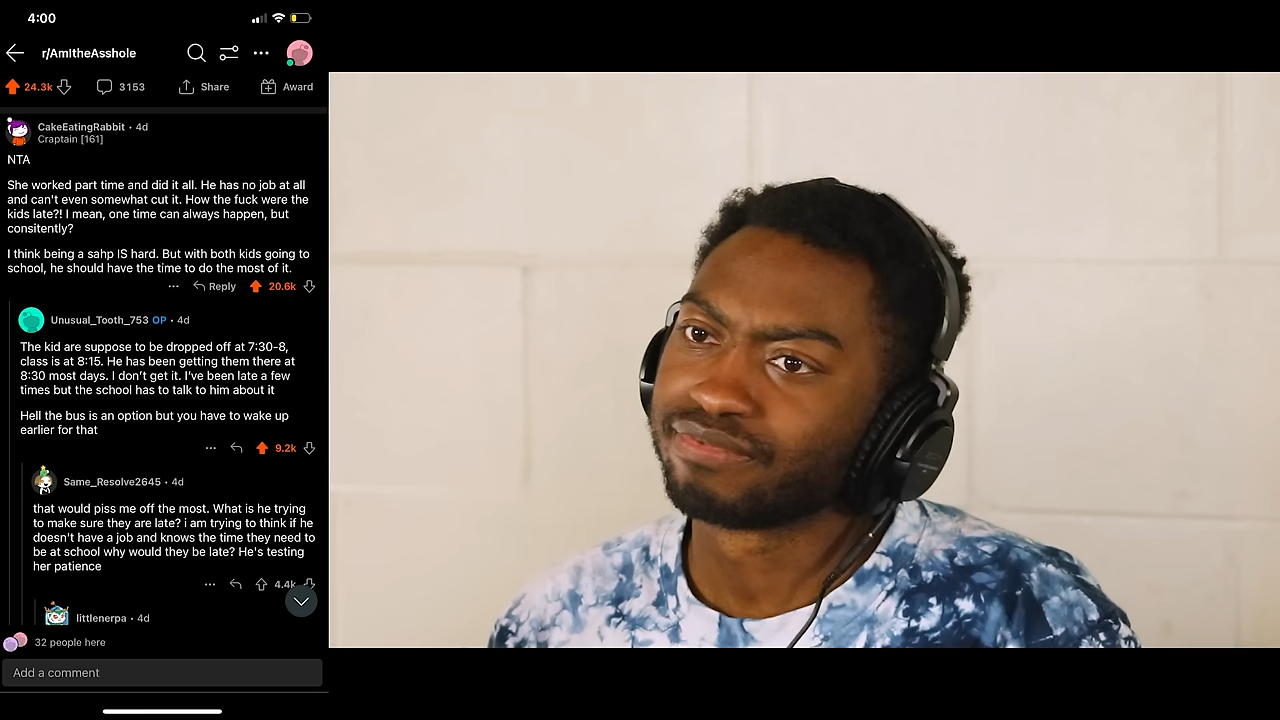 4:00
r/AmItheAsshole
24.3k 3153 Share Award
CakeEatingRabbit • 4d
Craptain [161]
NTA
She worked part time and did it all. He has no job at all
and can't even somewhat cut it. How the fuck were the
kids late?! I mean, one time can always happen, but
consitently?
I think being a sahp IS hard. But with both kids going to
school, he should have the time to do the most of it.
Reply 20.6k
Unusual_Tooth_753 OP • 4d
The kid are suppose to be dropped off at 7:30-8,
class is at 8:15. He has been getting them there at
8:30 most days. I don't get it. I've been late a few
times but the school has to talk to him about it
Hell the bus is an option but you have to wake up
earlier for that
9.2k
Same_Resolve2645 • 4d
that would piss me off the most. What is he trying
to make sure they are late? i am trying to think if he
doesn't have a job and knows the time they need to
be at school why would they be late? He's testing
her patience
4.4k
littlenerpa • 4d
32 people here
Add a comment